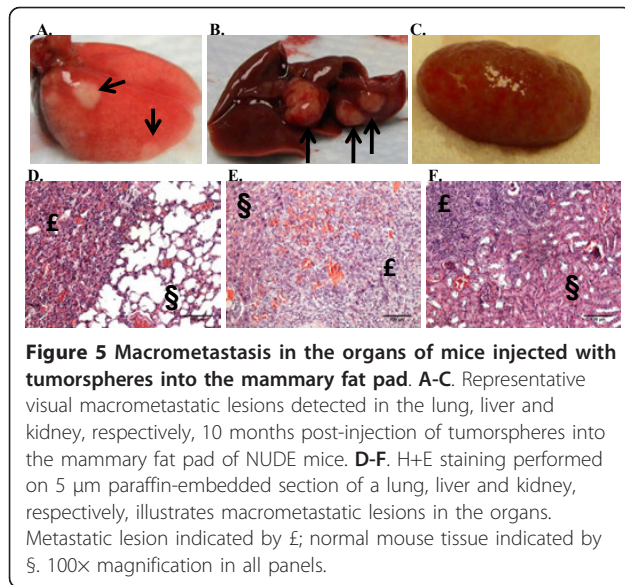 A.
B.
C.
D.
E.
F.
£
§
§
£
£
§
Figure 5 Macrometastasis in the organs of mice injected with
tumorspheres into the mammary fat pad. A-C. Representative
visual macrometastatic lesions detected in the lung, liver and
kidney, respectively, 10 months post-injection of tumorspheres into
the mammary fat pad of NUDE mice. D-F. H+E staining performed
on 5 μm paraffin-embedded section of a lung, liver and kidney,
respectively, illustrates macrometastatic lesions in the organs.
Metastatic lesion indicated by £; normal mouse tissue indicated by
§. 100× magnification in all panels.